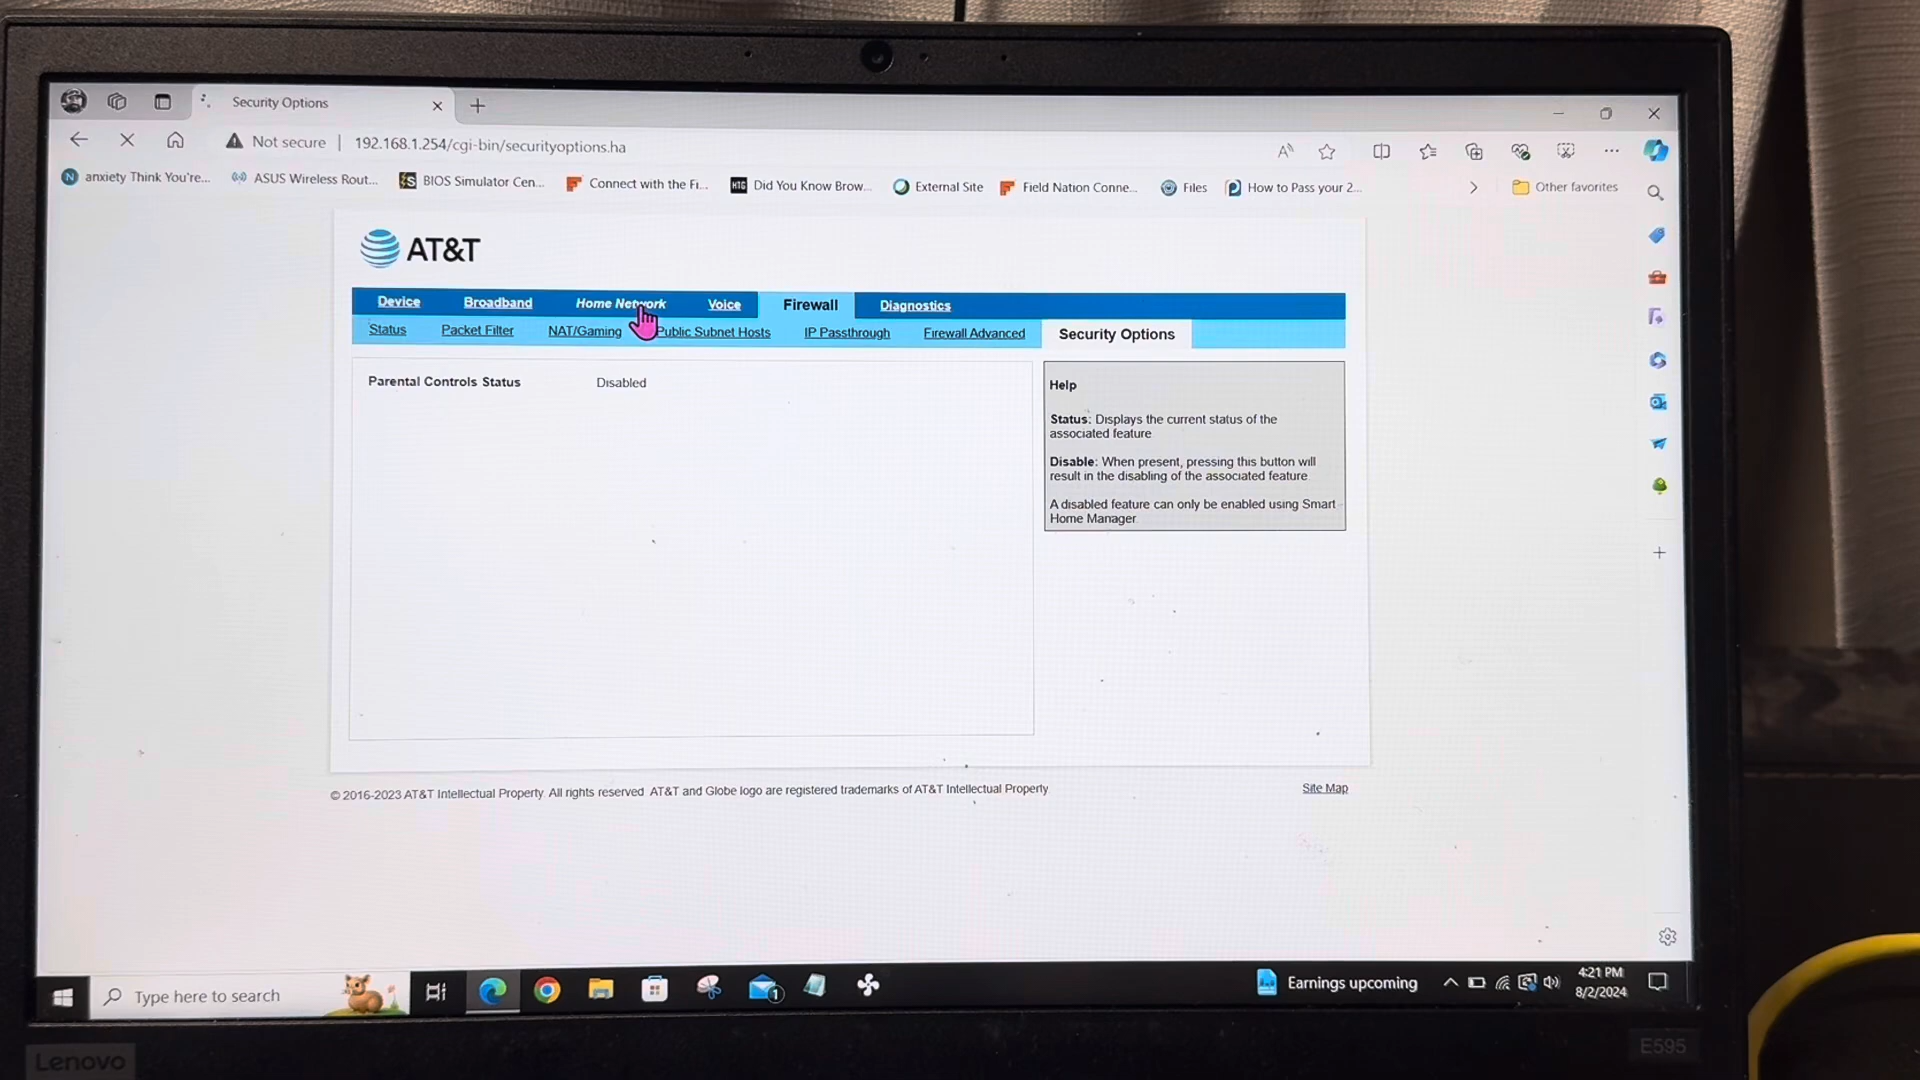 Security Options
Not secure | 192.168.1.254/cgi-bin/securityoptions.ha
anxiety Think You're... ASUS Wireless Rout... BIOS Simulator Cen... Connect with the Fi... HTG Did You Know Brow... External Site Field Nation Conne... Files How to Pass your 2... Other favorites
AT&T
Device Broadband Home Network Voice Firewall Diagnostics
Status Packet Filter NAT/Gaming Public Subnet Hosts IP Passthrough Firewall Advanced Security Options
Parental Controls Status Disabled
Help
Status: Displays the current status of the
associated feature
Disable: When present, pressing this button will
result in the disabling of the associated feature
A disabled feature can only be enabled using Smart
Home Manager
© 2016-2023 AT&T Intellectual Property. All rights reserved AT&T and Globe logo are registered trademarks of AT&T Intellectual Property
Site Map
Type here to search
1
Earnings upcoming
4:21 PM
8/2/2024
Lenovo
E595